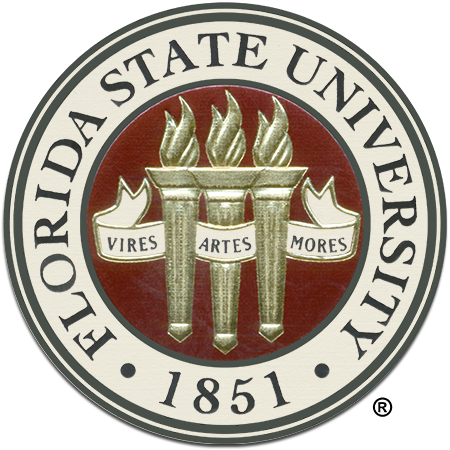 FLORIDA STATE UNIVERSITY
VIRES ARTES MORES
• 1851 •
®